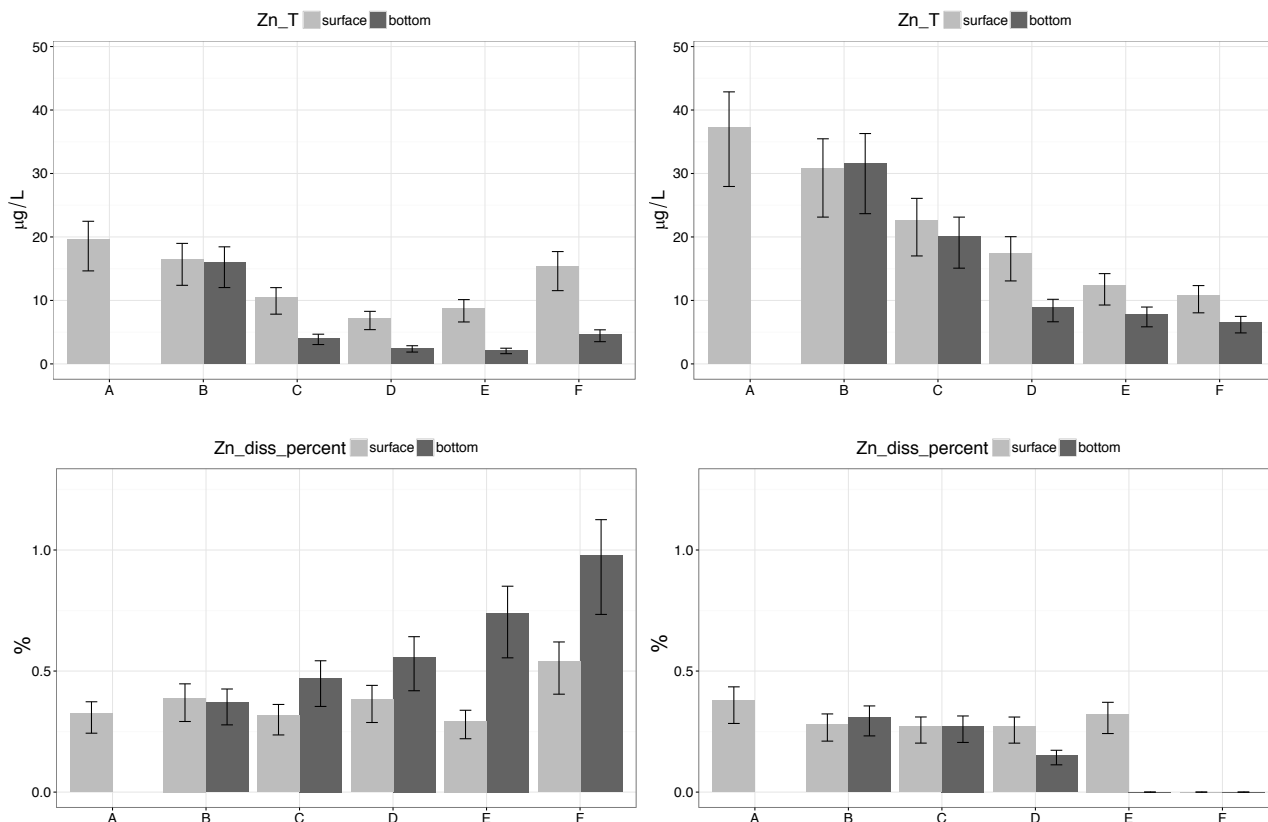 Zn_T surface bottom
50
40
30
20
10
0
μg/L
A B C D E F
Zn_T surface bottom
50
40
30
20
10
0
μg/L
A B C D E F
Zn_diss_percent surface bottom
1.0
0.5
0.0
%
A B C D E F
Zn_diss_percent surface bottom
1.0
0.5
0.0
%
A B C D E F